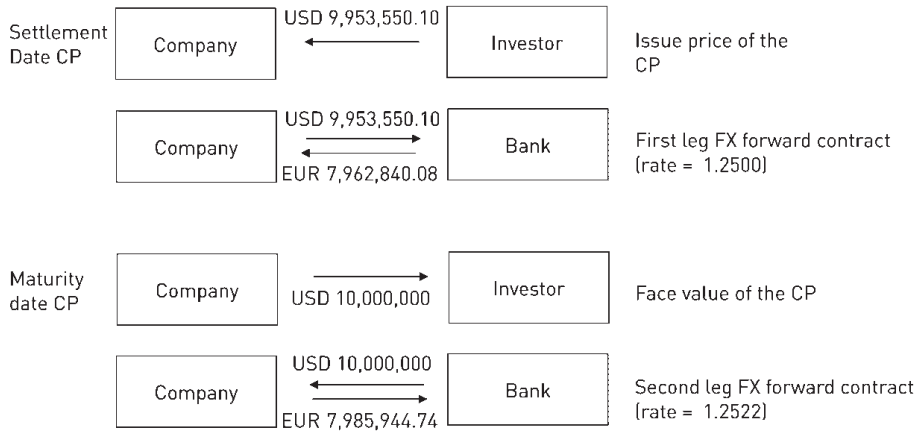 USD 9,953,550.10
Settlement
Date CP
Company
Investor
Issue price of the
CP
USD 9,953,550.10
Company
Bank
First leg FX forward contract
(rate = 1.2500)
EUR 7,962,840.08
Maturity
date CP
Company
Investor
Face value of the CP
USD 10,000,000
USD 10,000,000
Company
Bank
Second leg FX forward contract
(rate = 1.2522)
EUR 7,985,944.74